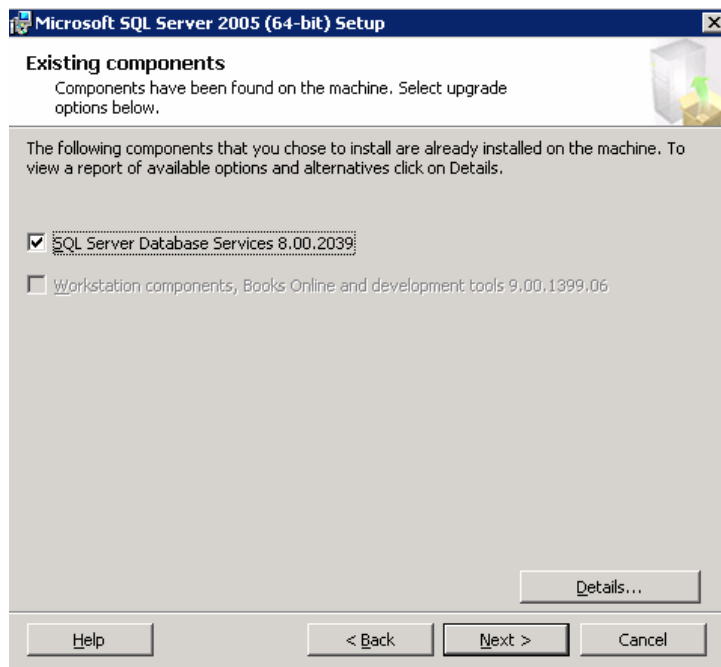 Microsoft SQL Server 2005 (64-bit) Setup
Existing components
Components have been found on the machine. Select upgrade
options below.
The following components that you chose to install are already installed on the machine. To
view a report of available options and alternatives click on Details.
SQL Server Database Services 8.00.2039
Workstation components, Books Online and development tools 9.00.1399.06
Details...
Help
< Back
Next >
Cancel